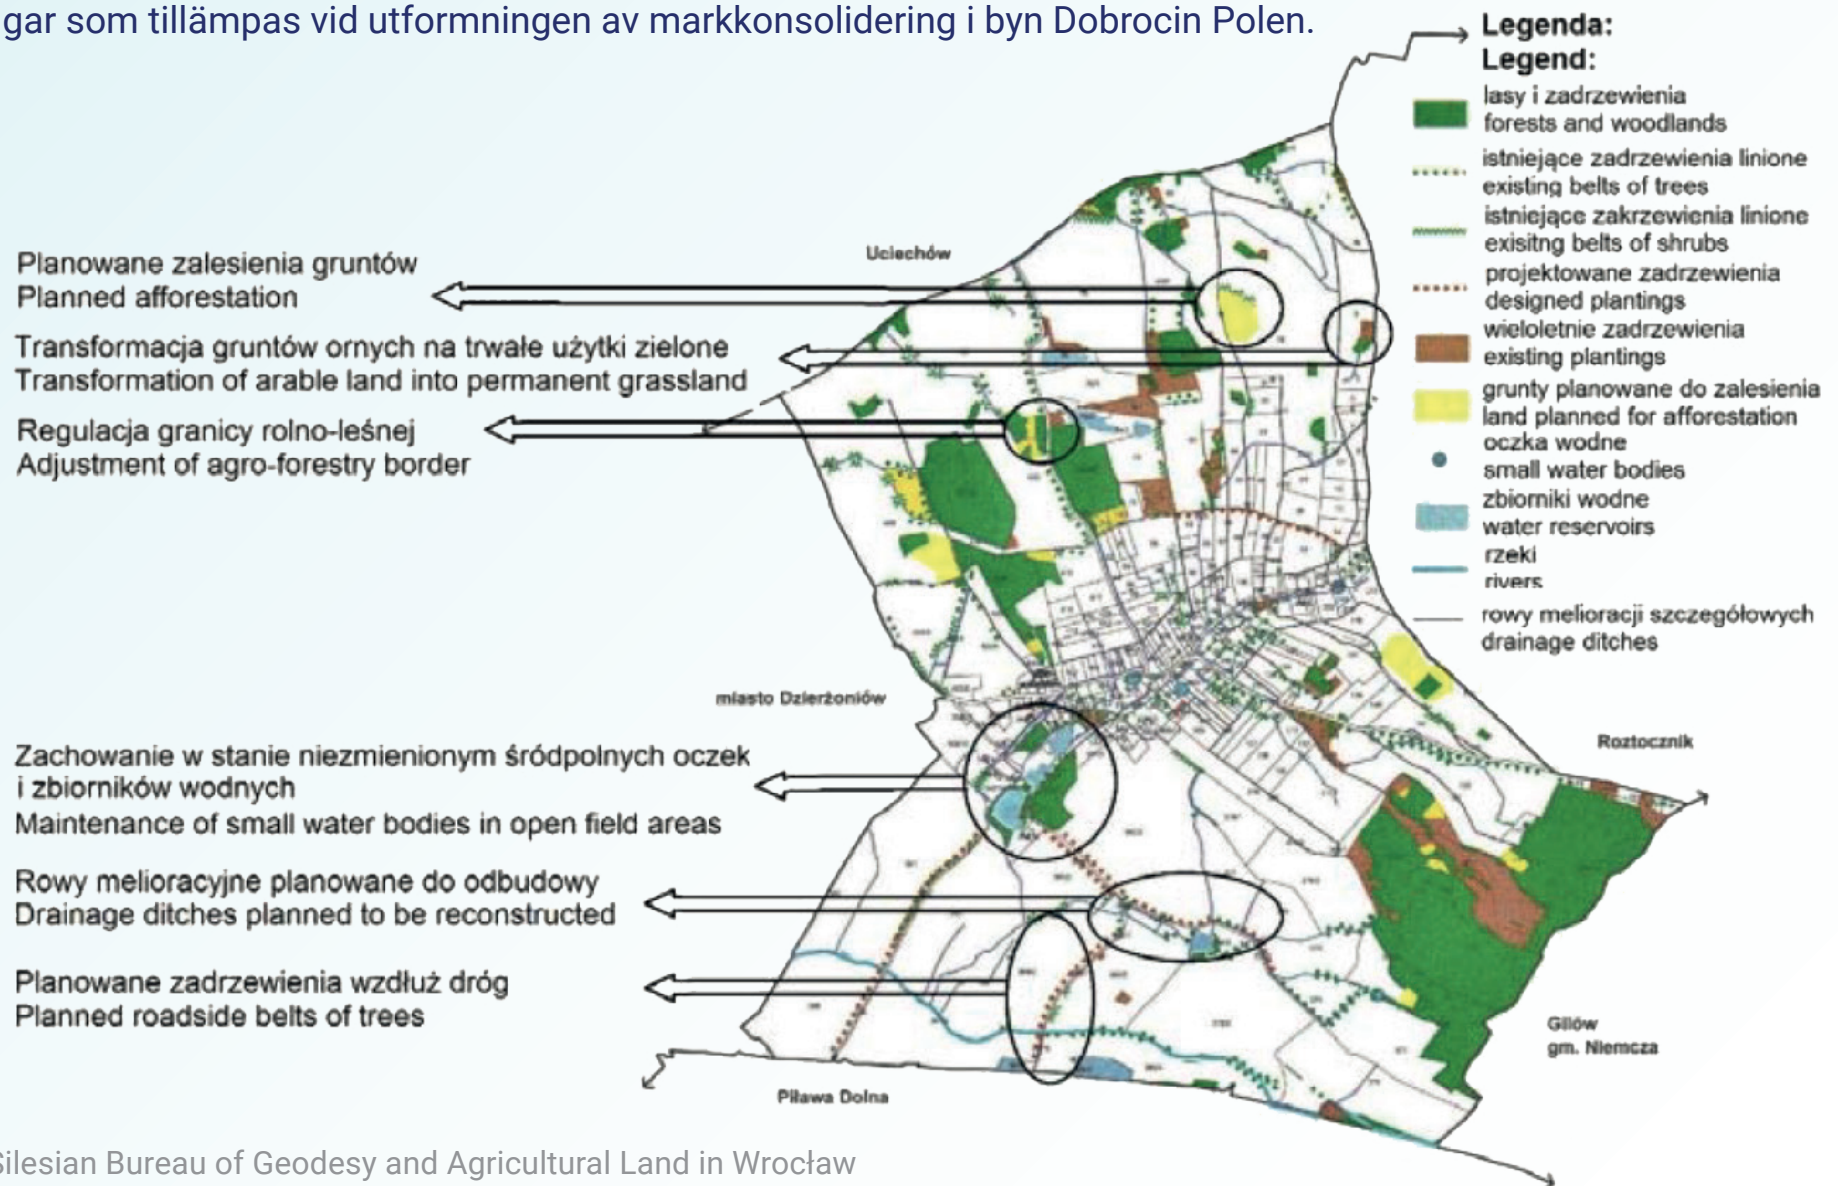 gar som tillämpas vid utformningen av markkonsolidering i byn Dobrocin Polen.
Legenda:
Legend:
lasy i zadrzewienia
forests and woodlands
istniejące zadrzewienia linione
existing belts of trees
istniejące zakrzewienia linione
exisitng belts of shrubs
projektowane zadrzewienia
designed plantings
wieloletnie zadrzewienia
existing plantings
grunty planowane do zalesienia
land planned for afforestation
oczka wodne
small water bodies
zbiorniki wodne
water reservoirs
rzeki
rivers
rowy melioracji szczegółowych
drainage ditches
Uciechów
Planowane zalesienia gruntów
Planned afforestation
Transformacja gruntów ornych na trwałe użytki zielone
Transformation of arable land into permanent grassland
Regulacja granicy rolno-leśnej
Adjustment of agro-forestry border
miasto Dzierżoniów
Roztocznik
Zachowanie w stanie niezmienionym śródpolnych oczek
i zbiorników wodnych
Maintenance of small water bodies in open field areas
Rowy melioracyjne planowane do odbudowy
Drainage ditches planned to be reconstructed
Planowane zadrzewienia wzdłuż dróg
Planned roadside belts of trees
Gilów
gm. Niemcza
Piława Dolna
Silesian Bureau of Geodesy and Agricultural Land in Wrocław